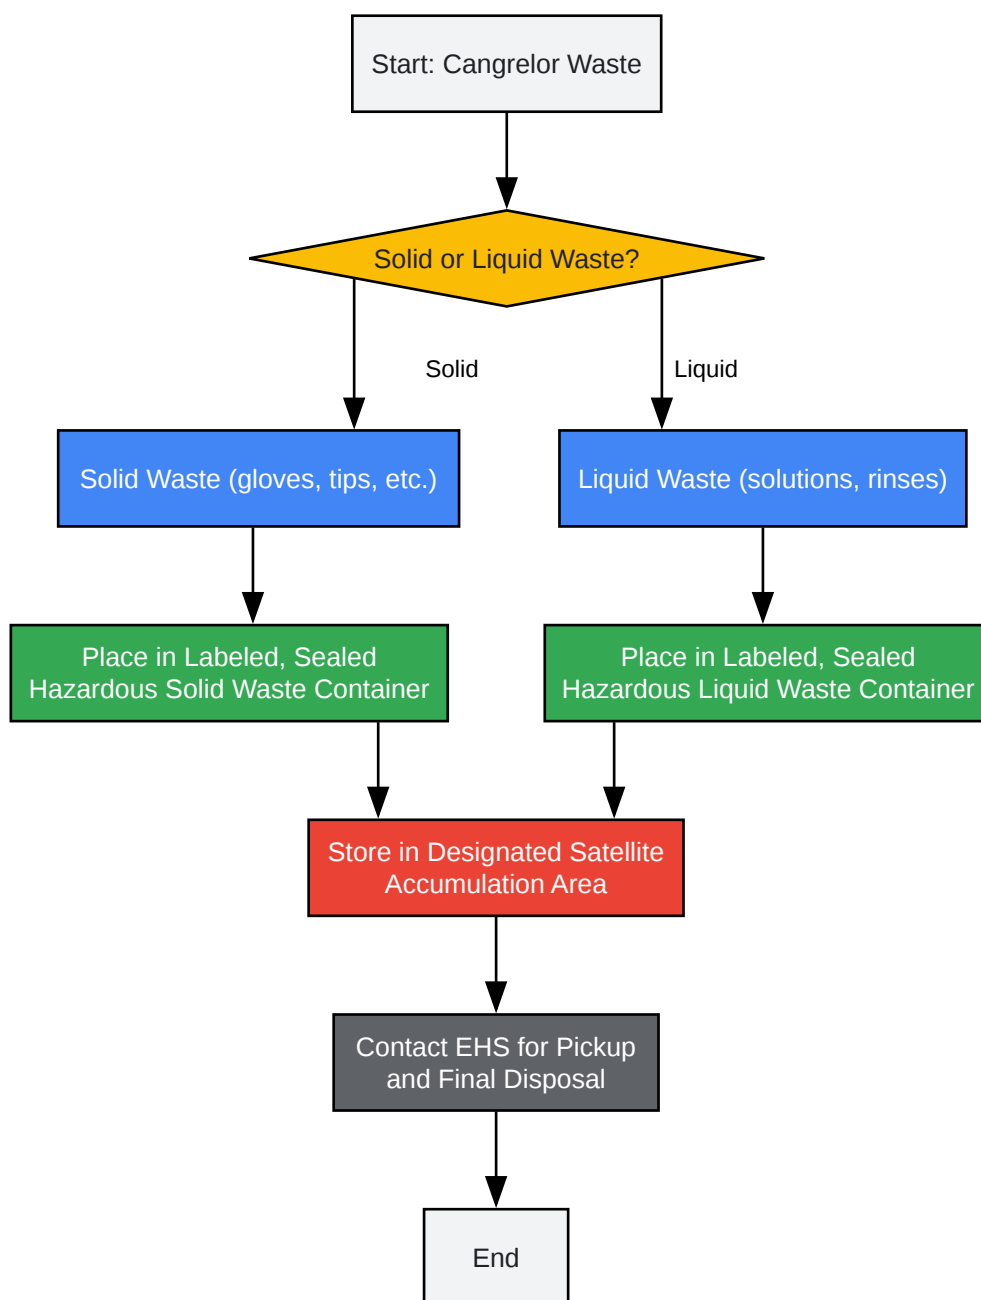 Start: Cangrelor Waste
Solid or Liquid Waste?
Solid
Liquid
Solid Waste (gloves, tips, etc.)
Liquid Waste (solutions, rinses)
Place in Labeled, Sealed
Hazardous Solid Waste Container
Place in Labeled, Sealed
Hazardous Liquid Waste Container
Store in Designated Satellite
Accumulation Area
Contact EHS for Pickup
and Final Disposal
End